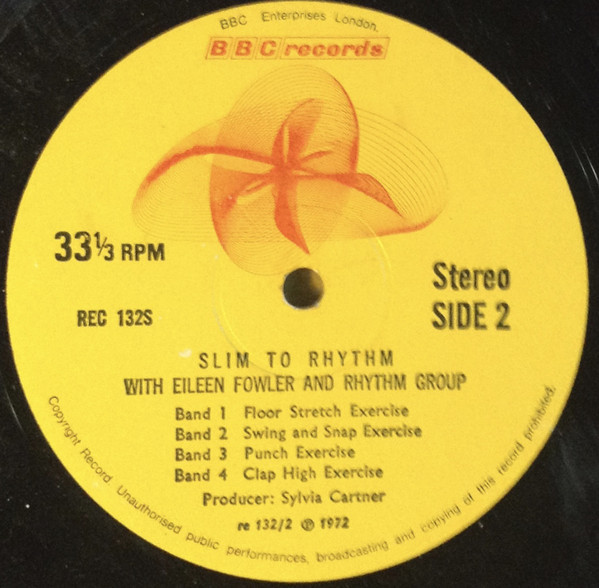 BBC Enterprises London.
BBC records
33⅓ RPM
Stereo
REC 132S
SIDE 2
SLIM TO RHYTHM
WITH EILEEN FOWLER AND RHYTHM GROUP
Band 1 Floor Stretch Exercise
Band 2 Swing and Snap Exercise
Band 3 Punch Exercise
Band 4 Clap High Exercise
Producer: Sylvia Cartner
re 132/2 ℗ 1972
Copyright Record. Unauthorised public performances, broadcasting and copying of this record prohibited.